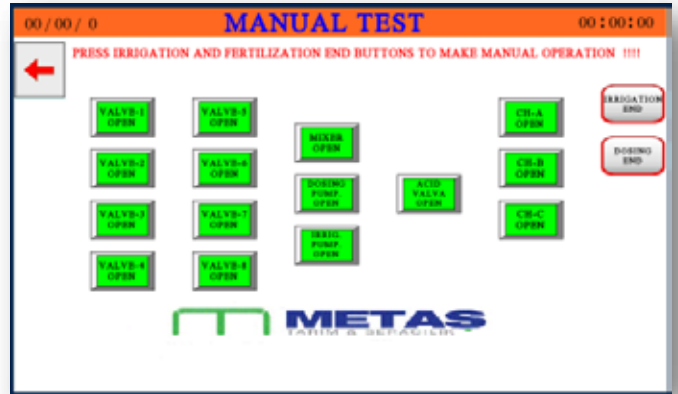 00/00/ 0
MANUAL TEST
00:00:00
PRESS IRRIGATION AND FERTILIZATION END BUTTONS TO MAKE MANUAL OPERATION !!!!
VALVE-1
OPEN
VALVE-5
OPEN
MIXER
OPEN
CH-A
OPEN
IRRIGATION
END
VALVE-2
OPEN
VALVE-6
OPEN
DOSING
PUMP.
OPEN
ACID
VALVA
OPEN
CH-B
OPEN
DOSING
END
VALVE-3
OPEN
VALVE-7
OPEN
IRRIG.
PUMP.
OPEN
CH-C
OPEN
VALVE-4
OPEN
VALVE-8
OPEN
METAŞ
TARIM & SERACILIK